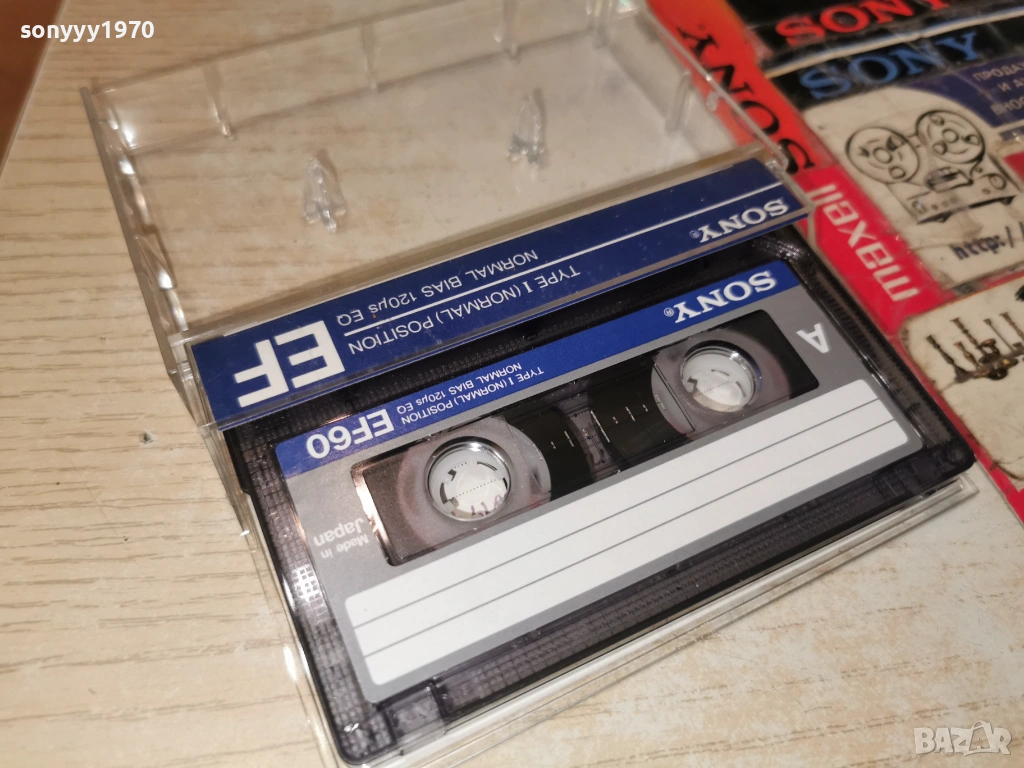 sonyyy1970
SONY
SONY
SONY
maxell
http://
SONY®
TYPE I (NORMAL) POSITION
NORMAL BIAS 120μs EQ
EF
SONY®
A
TYPE I (NORMAL) POSITION
NORMAL BIAS 120μs EQ
EF60
Made in
Japan
BAZAR